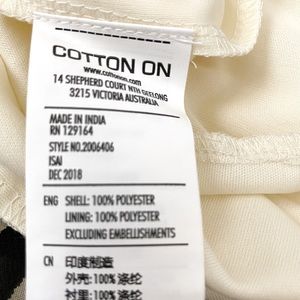 COTTON ON
www.cottonon.com
14 SHEPHERD COURT NTH GEELONG
3215 VICTORIA AUSTRALIA
MADE IN INDIA
RN 129164
STYLE NO.2006406
ISAI
DEC 2018
ENG SHELL: 100% POLYESTER
LINING: 100% POLYESTER
EXCLUDING EMBELLISHMENTS
CN 印度制造
外壳: 100% 涤纶
衬里: 100% 涤纶